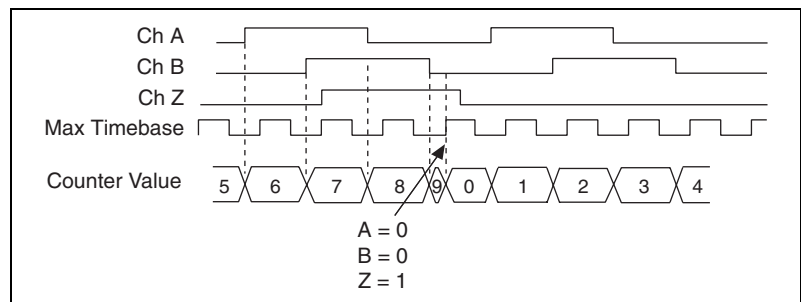 Ch A
Ch B
Ch Z
Max Timebase
Counter Value
5 6 7 8 9 0 1 2 3 4
A = 0
B = 0
Z = 1